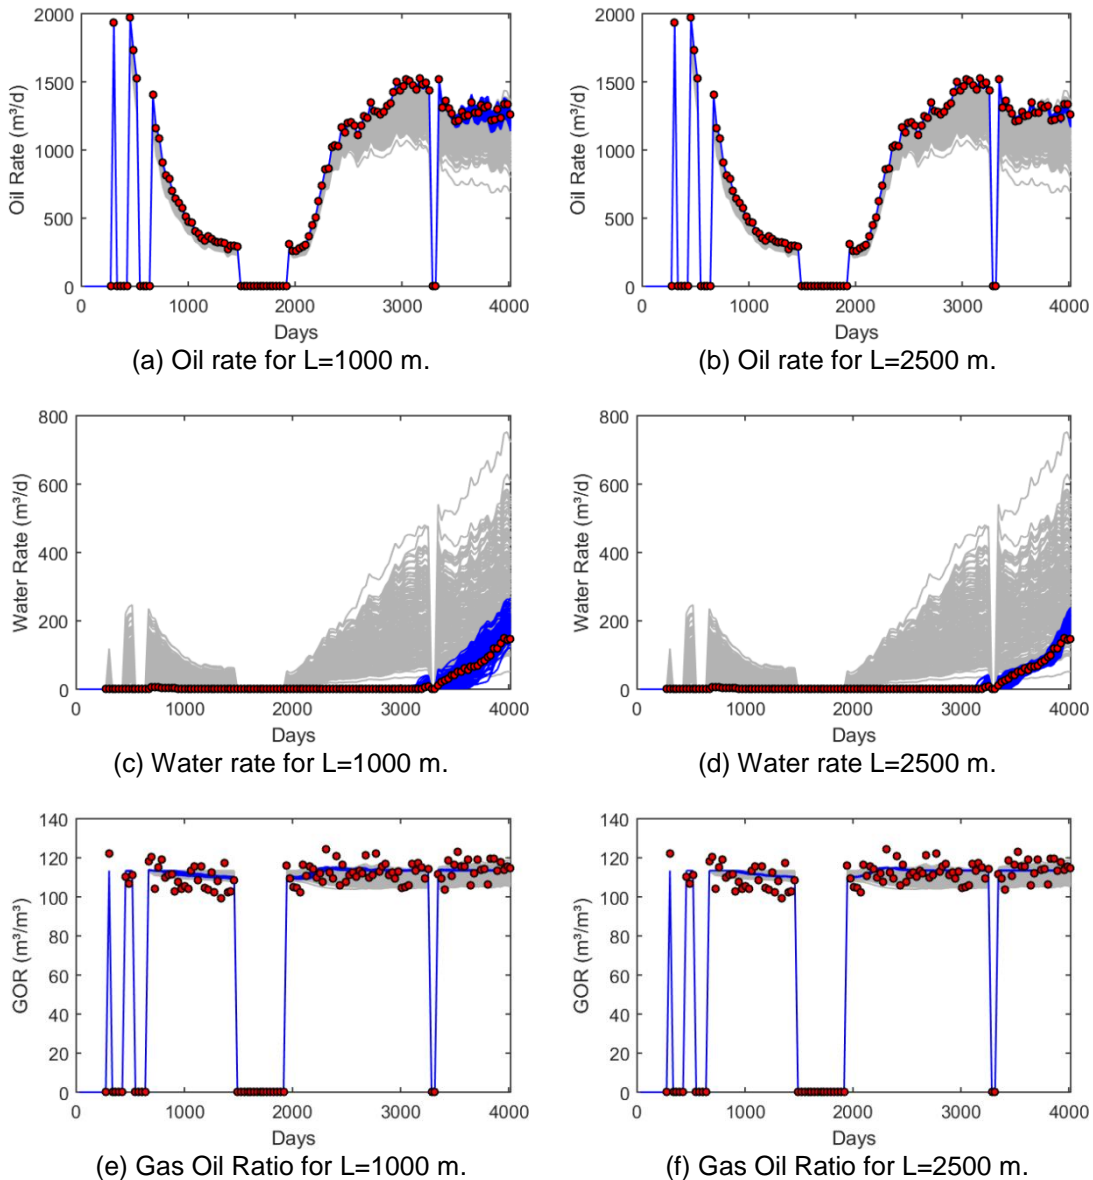 2000
1500
1000
500
0
Oil Rate (m³/d)
0 1000 2000 3000 4000
Days
(a) Oil rate for L=1000 m.
2000
1500
1000
500
0
Oil Rate (m³/d)
0 1000 2000 3000 4000
Days
(b) Oil rate for L=2500 m.
800
600
400
200
0
Water Rate (m³/d)
0 1000 2000 3000 4000
Days
(c) Water rate for L=1000 m.
800
600
400
200
0
Water Rate (m³/d)
0 1000 2000 3000 4000
Days
(d) Water rate L=2500 m.
140
120
100
80
60
40
20
0
GOR (m³/m³)
0 1000 2000 3000 4000
Days
(e) Gas Oil Ratio for L=1000 m.
140
120
100
80
60
40
20
0
GOR (m³/m³)
0 1000 2000 3000 4000
Days
(f) Gas Oil Ratio for L=2500 m.